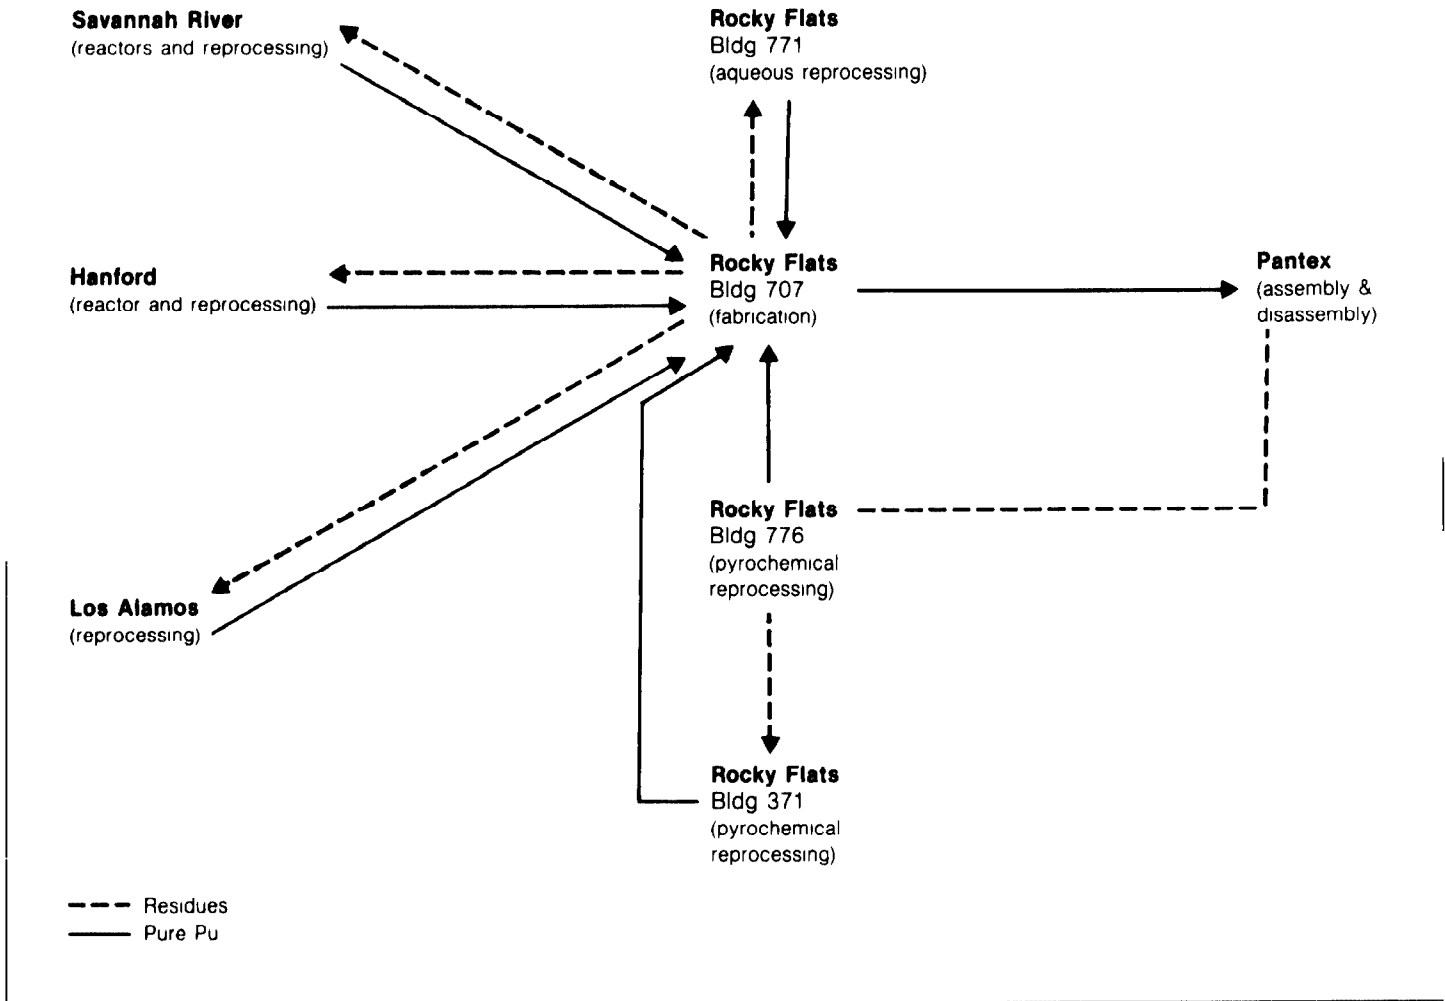 Savannah River
(reactors and reprocessing)
Rocky Flats
Bldg 771
(aqueous reprocessing)
Hanford
(reactor and reprocessing)
Rocky Flats
Bldg 707
(fabrication)
Pantex
(assembly &
disassembly)
Rocky Flats
Bldg 776
(pyrochemical
reprocessing)
Los Alamos
(reprocessing)
Rocky Flats
Bldg 371
(pyrochemical
reprocessing)
Residues
Pure Pu